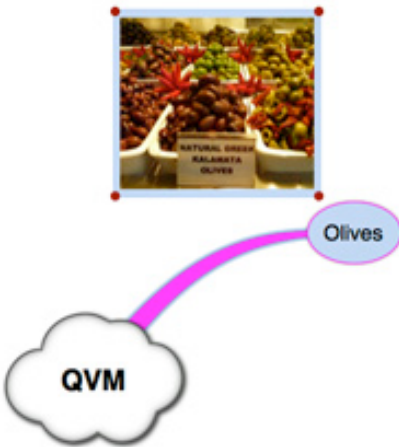 NATURAL GREEK
KALAMATA
OLIVES
Olives
QVM